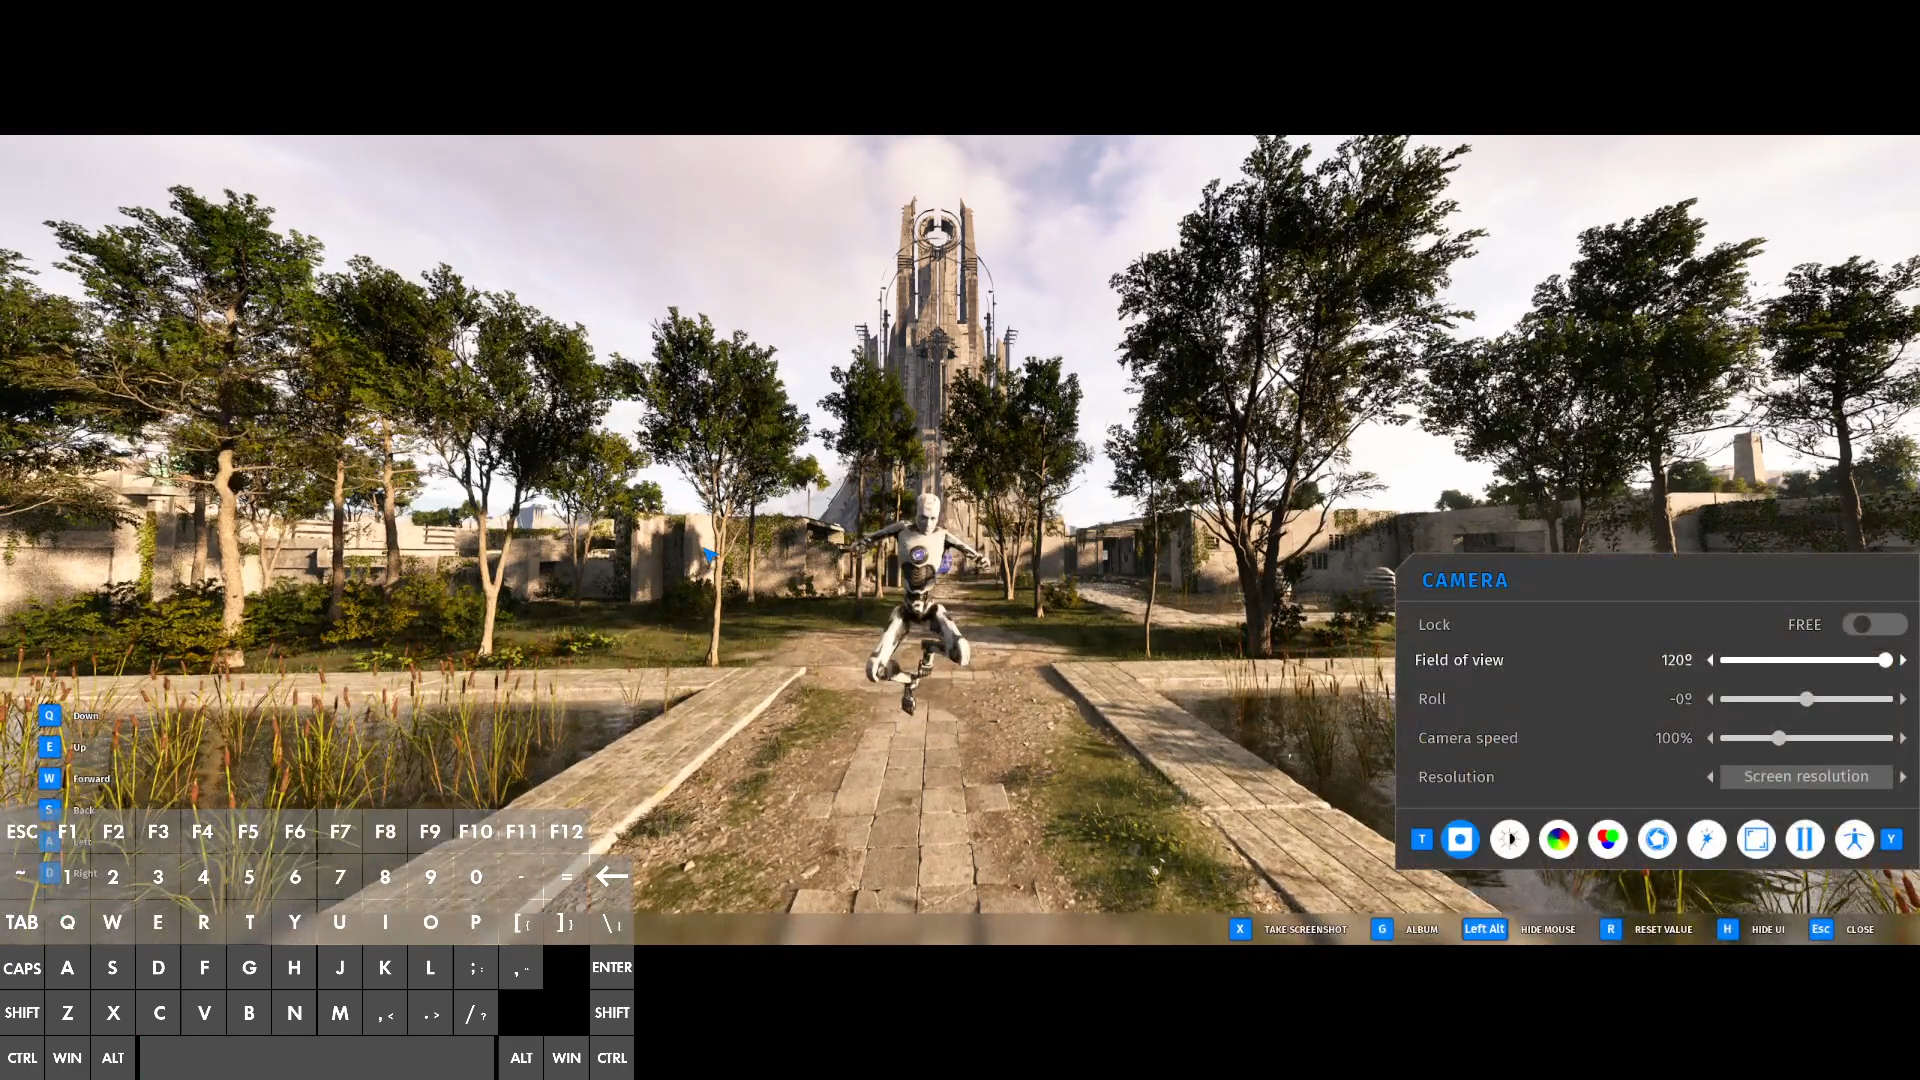 CAMERA
Lock FREE
Field of view 120º
Roll -0º
Camera speed 100%
Resolution Screen resolution
T Y
Q Down
E Up
W Forward
S Back
A Left
D Right
X TAKE SCREENSHOT G ALBUM Left Alt HIDE MOUSE R RESET VALUE H HIDE UI Esc CLOSE
ESC F1 F2 F3 F4 F5 F6 F7 F8 F9 F10 F11 F12
~ 1 2 3 4 5 6 7 8 9 0 - = ←
TAB Q W E R T Y U I O P [{ ]} \|
CAPS A S D F G H J K L ;: ," ENTER
SHIFT Z X C V B N M ,< .> /? SHIFT
CTRL WIN ALT ALT WIN CTRL